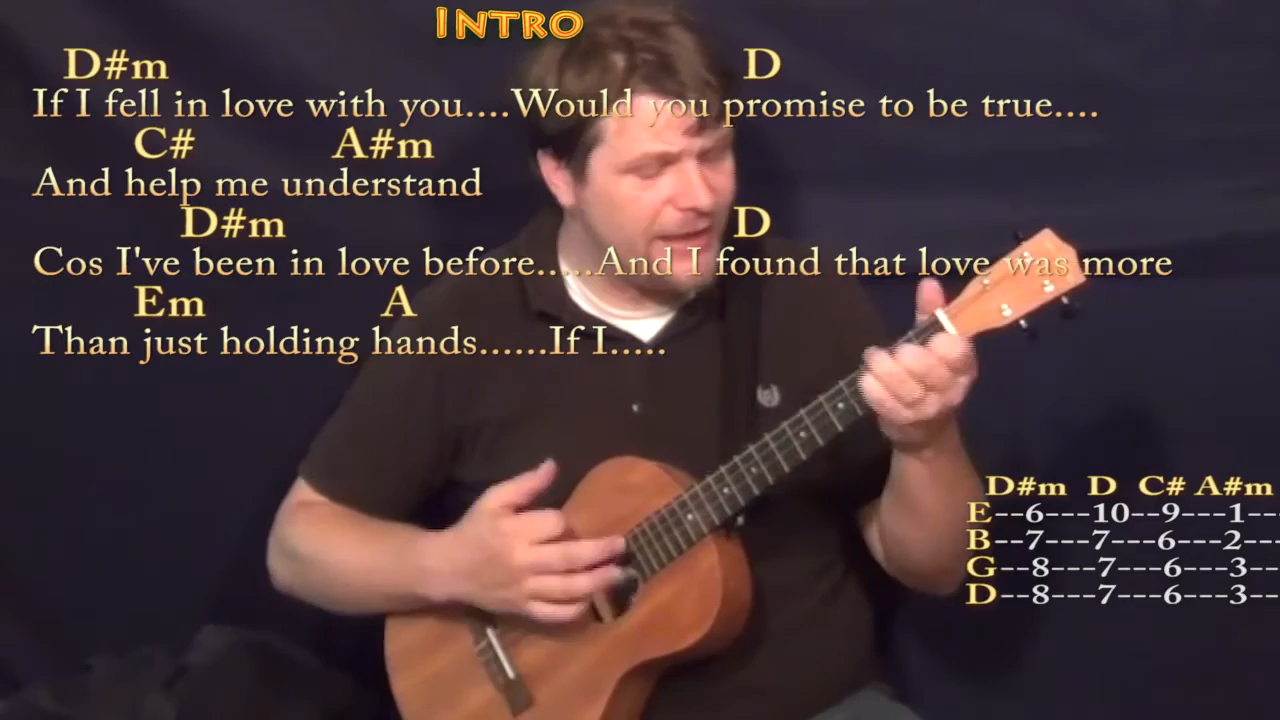 INTRO
D#m D
If I fell in love with you....Would you promise to be true....
C# A#m
And help me understand
D#m D
Cos I've been in love before.....And I found that love was more
Em A
Than just holding hands......If I.....
D#m D C# A#m
E--6---10--9---1---
B--7---7---6---2---
G--8---7---6---3--
D--8---7---6---3--